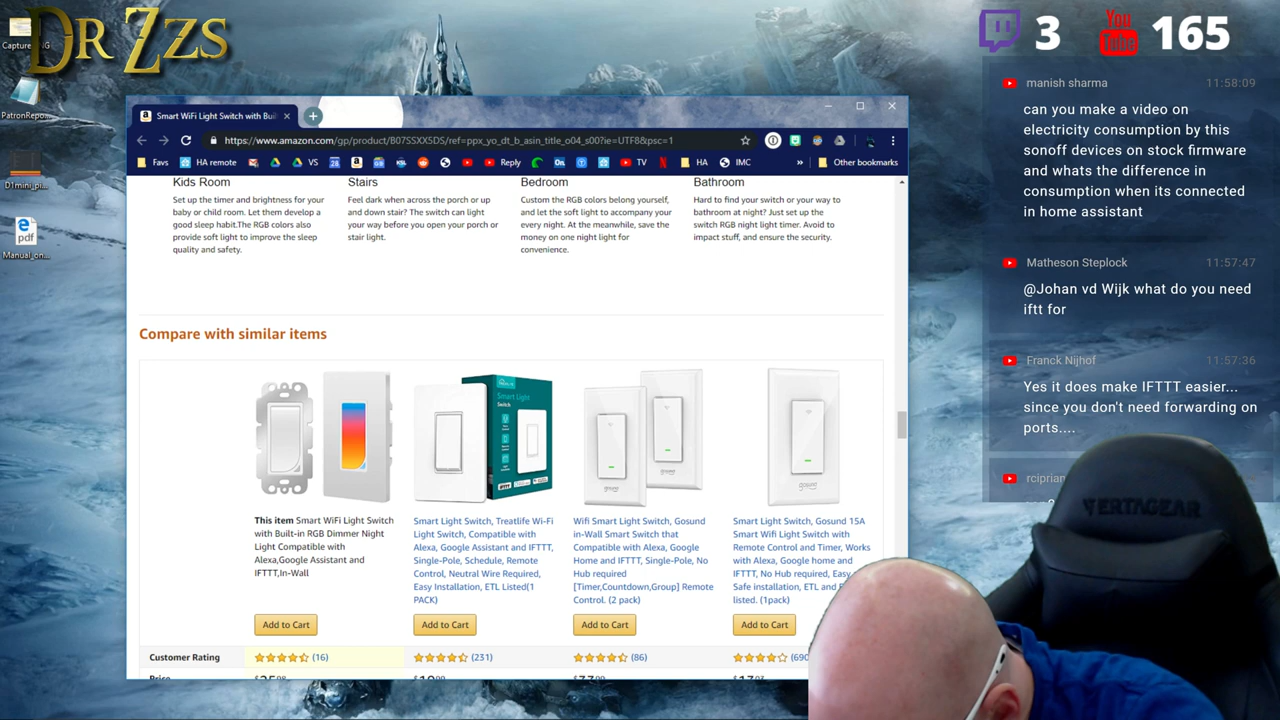 DR ZZS
3
You Tube 165
Capture
NG
PatronRepo...
D1mini_pi...
pdf
Manual_on...
Smart WiFi Light Switch with Buil
https://www.amazon.com/gp/product/B07SSXX5DS/ref=ppx_yo_dt_b_asin_title_o04_s00?ie=UTF8&psc=1
Favs
HA remote
VS
Reply
TV
HA
IMC
»
Other bookmarks
Kids Room
Set up the timer and brightness for your
baby or child room. Let them develop a
good sleep habit.The RGB colors also
provide soft light to improve the sleep
quality and safety.
Stairs
Feel dark when across the porch or up
and down stair? The switch can light
your way before you open your porch or
stair light.
Bedroom
Custom the RGB colors belong yourself,
and let the soft light to accompany your
every night. At the meanwhile, save the
money on one night light for
convenience.
Bathroom
Hard to find your switch or your way to
bathroom at night? Just set up the
switch RGB night light timer. Avoid to
impact stuff, and ensure the security.
Compare with similar items
Smart Light
Switch
gosund
gosund
gosund
This item Smart WiFi Light Switch
with Built-in RGB Dimmer Night
Light Compatible with
Alexa,Google Assistant and
IFTTT,In-Wall
Smart Light Switch, Treatlife Wi-Fi
Light Switch, Compatible with
Alexa, Google Assistant and IFTTT,
Single-Pole, Schedule, Remote
Control, Neutral Wire Required,
Easy Installation, ETL Listed(1
PACK)
Wifi Smart Light Switch, Gosund
in-Wall Smart Switch that
Compatible with Alexa, Google
Home and IFTTT, Single-Pole, No
Hub required
[Timer,Countdown,Group] Remote
Control. (2 pack)
Smart Light Switch, Gosund 15A
Smart Wifi Light Switch with
Remote Control and Timer, Works
with Alexa, Google home and
IFTTT, No Hub required, Easy
Safe installation, ETL and
listed. (1pack)
Add to Cart
Add to Cart
Add to Cart
Add to Cart
Customer Rating
(16)
(231)
(86)
(690
Price
manish sharma 11:58:09
can you make a video on
electricity consumption by this
sonoff devices on stock firmware
and whats the difference in
consumption when its connected
in home assistant
Matheson Steplock 11:57:47
@Johan vd Wijk what do you need
iftt for
Franck Nijhof 11:57:36
Yes it does make IFTTT easier...
since you don't need forwarding on
ports....
rciprian
VERTAGEAR